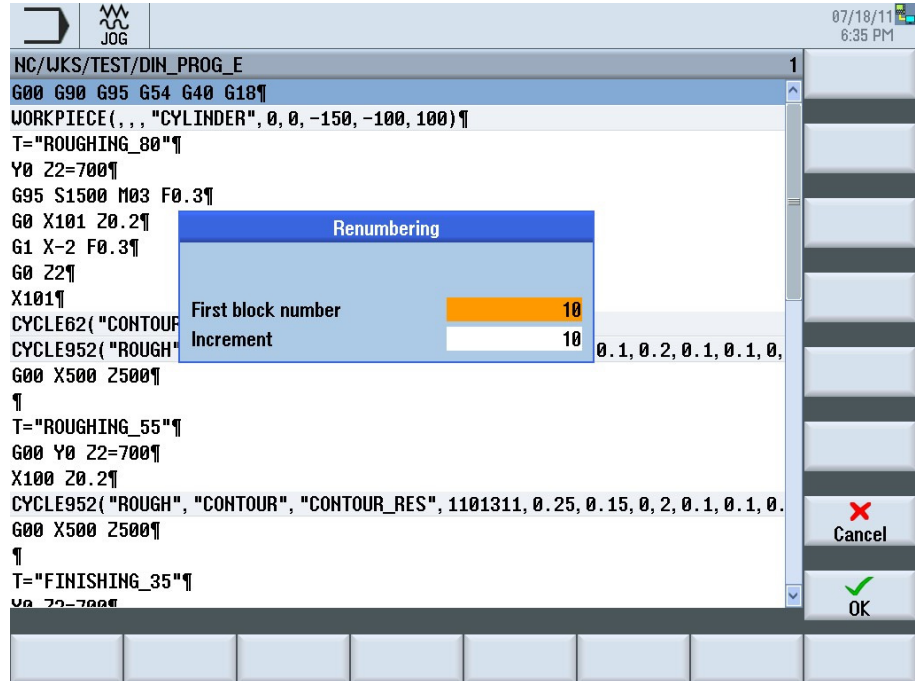 JOG
07/18/11
6:35 PM
NC/WKS/TEST/DIN_PROG_E 1
G00 G90 G95 G54 G40 G18¶
WORKPIECE(,,,"CYLINDER",0,0,-150,-100,100)¶
T="ROUGHING_80"¶
Y0 Z2=700¶
G95 S1500 M03 F0.3¶
G0 X101 Z0.2¶
G1 X-2 F0.3¶
G0 Z2¶
X101¶
CYCLE62("CONTOUR
CYCLE952("ROUGH" 0.1,0.2,0.1,0.1,0,
G00 X500 Z500¶
¶
T="ROUGHING_55"¶
G00 Y0 Z2=700¶
X100 Z0.2¶
CYCLE952("ROUGH","CONTOUR","CONTOUR_RES",1101311,0.25,0.15,0,2,0.1,0.1,0.
G00 X500 Z500¶
¶
T="FINISHING_35"¶
Y0 Z2=700¶
Renumbering
First block number 10
Increment 10
Cancel
OK